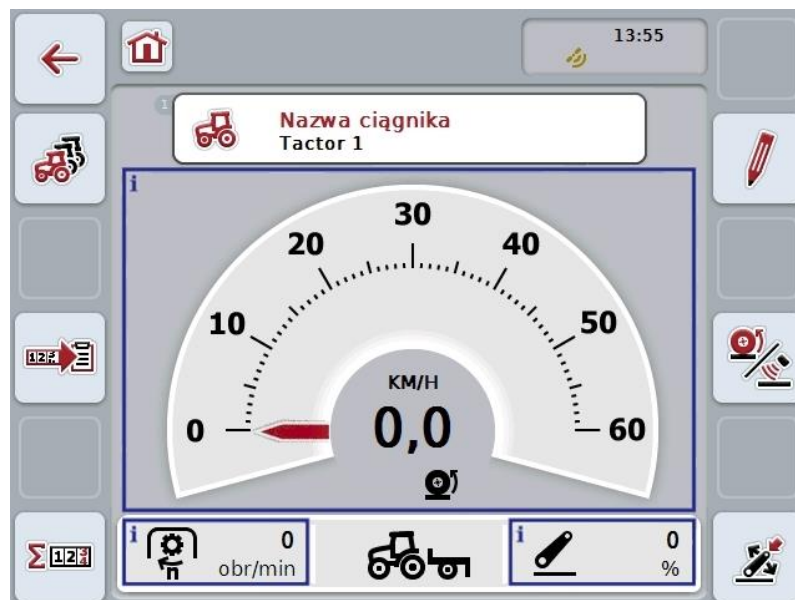 13:55
1
Nazwa ciągnika
Tactor 1
i
30
20
40
10
50
KM/H
0
0,0
60
i
0
obr/min
n
i
0
%
Σ